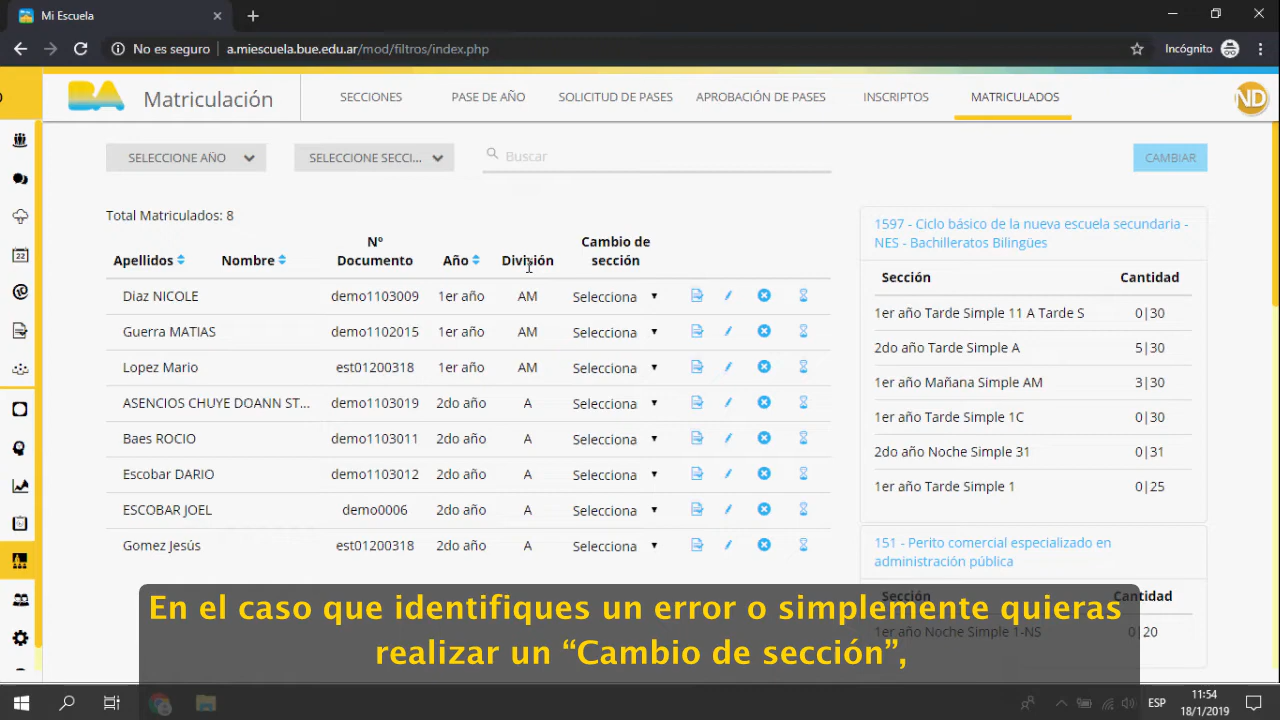 Mi Escuela
No es seguro | a.miescuela.bue.edu.ar/mod/filtros/index.php
Incógnito
BA Matriculación
SECCIONES PASE DE AÑO SOLICITUD DE PASES APROBACIÓN DE PASES INSCRIPTOS MATRICULADOS
ND
SELECCIONE AÑO SELECCIONE SECCI... Buscar CAMBIAR
Total Matriculados: 8
Apellidos Nombre Nº Documento Año División Cambio de sección
Diaz NICOLE demo1103009 1er año AM Selecciona
Guerra MATIAS demo1102015 1er año AM Selecciona
Lopez Mario est01200318 1er año AM Selecciona
ASENCIOS CHUYE DOANN ST... demo1103019 2do año A Selecciona
Baes ROCIO demo1103011 2do año A Selecciona
Escobar DARIO demo1103012 2do año A Selecciona
ESCOBAR JOEL demo0006 2do año A Selecciona
Gomez Jesús est01200318 2do año A Selecciona
1597 - Ciclo básico de la nueva escuela secundaria -
NES - Bachilleratos Bilingües
Sección Cantidad
1er año Tarde Simple 11 A Tarde S 0|30
2do año Tarde Simple A 5|30
1er año Mañana Simple AM 3|30
1er año Tarde Simple 1C 0|30
2do año Noche Simple 31 0|31
1er año Tarde Simple 1 0|25
151 - Perito comercial especializado en
administración pública
Sección Cantidad
1er año Noche Simple 1-NS 0|20
En el caso que identifiques un error o simplemente quieras
realizar un “Cambio de sección”,
22
ESP
11:54
18/1/2019